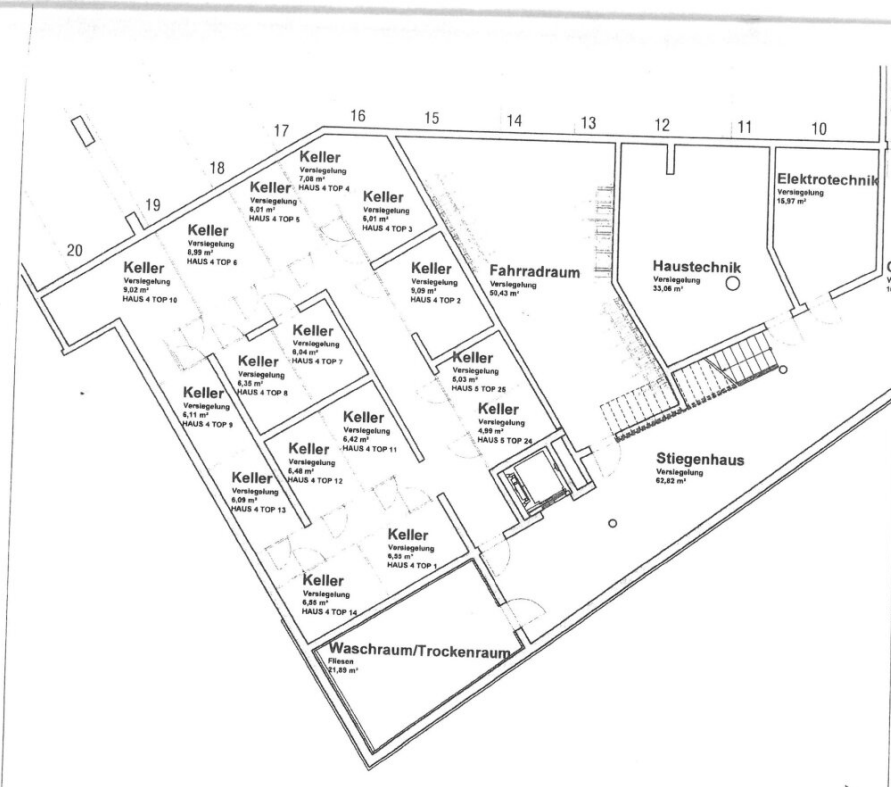 20
19
18
17
16
15
14
13
12
11
10
Keller
Versiegelung
7,08 m²
HAUS 4 TOP 4
Keller
Versiegelung
6,01 m²
HAUS 4 TOP 5
Keller
Versiegelung
6,01 m²
HAUS 4 TOP 3
Keller
Versiegelung
8,99 m²
HAUS 4 TOP 6
Keller
Versiegelung
9,02 m²
HAUS 4 TOP 10
Keller
Versiegelung
9,09 m²
HAUS 4 TOP 2
Fahrradraum
Versiegelung
50,43 m²
Haustechnik
Versiegelung
33,06 m²
Elektrotechnik
Versiegelung
15,97 m²
Keller
Versiegelung
6,04 m²
HAUS 4 TOP 7
Keller
Versiegelung
6,35 m²
HAUS 4 TOP 8
Keller
Versiegelung
5,03 m²
HAUS 5 TOP 25
Keller
Versiegelung
4,99 m²
HAUS 5 TOP 24
Keller
Versiegelung
6,11 m²
HAUS 4 TOP 9
Keller
Versiegelung
6,42 m²
HAUS 4 TOP 11
Keller
Versiegelung
5,48 m²
HAUS 4 TOP 12
Keller
Versiegelung
6,09 m²
HAUS 4 TOP 13
Stiegenhaus
Versiegelung
62,82 m²
Keller
Versiegelung
6,55 m²
HAUS 4 TOP 1
Keller
Versiegelung
6,86 m²
HAUS 4 TOP 14
Waschraum/Trockenraum
Fliesen
21,89 m²